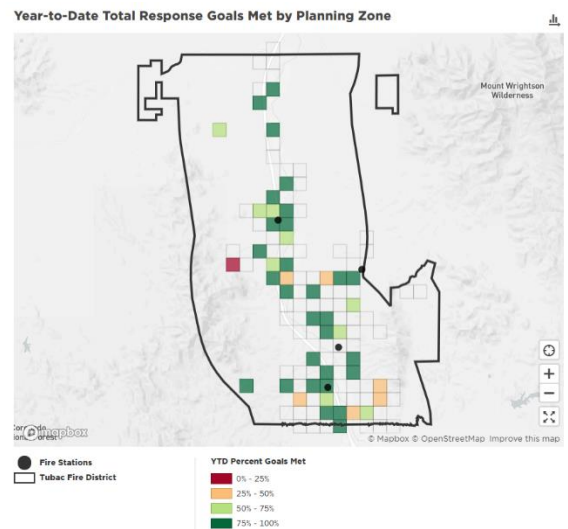 Year-to-Date Total Response Goals Met by Planning Zone
Mount Wrightson
Wilderness
mapbox
© Mapbox © OpenStreetMap Improve this map
Fire Stations
Tubac Fire District
YTD Percent Goals Met
0% - 25%
25% - 50%
50% - 75%
75% - 100%